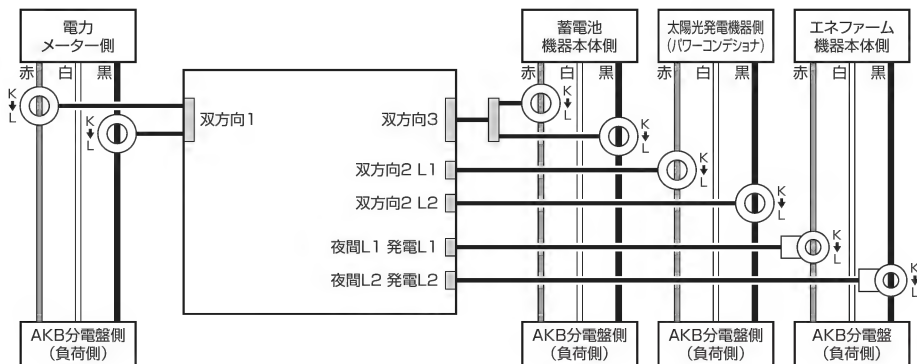 電力
メーター側
赤 白 黒
K
L
K
L
双方向1
双方向3
双方向2 L1
双方向2 L2
夜間L1 発電L1
夜間L2 発電L2
蓄電池
機器本体側
赤 白 黒
K
L
K
L
太陽光発電機器側
(パワーコンデショナ)
赤 白 黒
K
L
K
L
エネファーム
機器本体側
赤 白 黒
K
L
K
L
AKB分電盤側
(負荷側)
AKB分電盤側
(負荷側)
AKB分電盤側
(負荷側)
AKB分電盤
(負荷側)